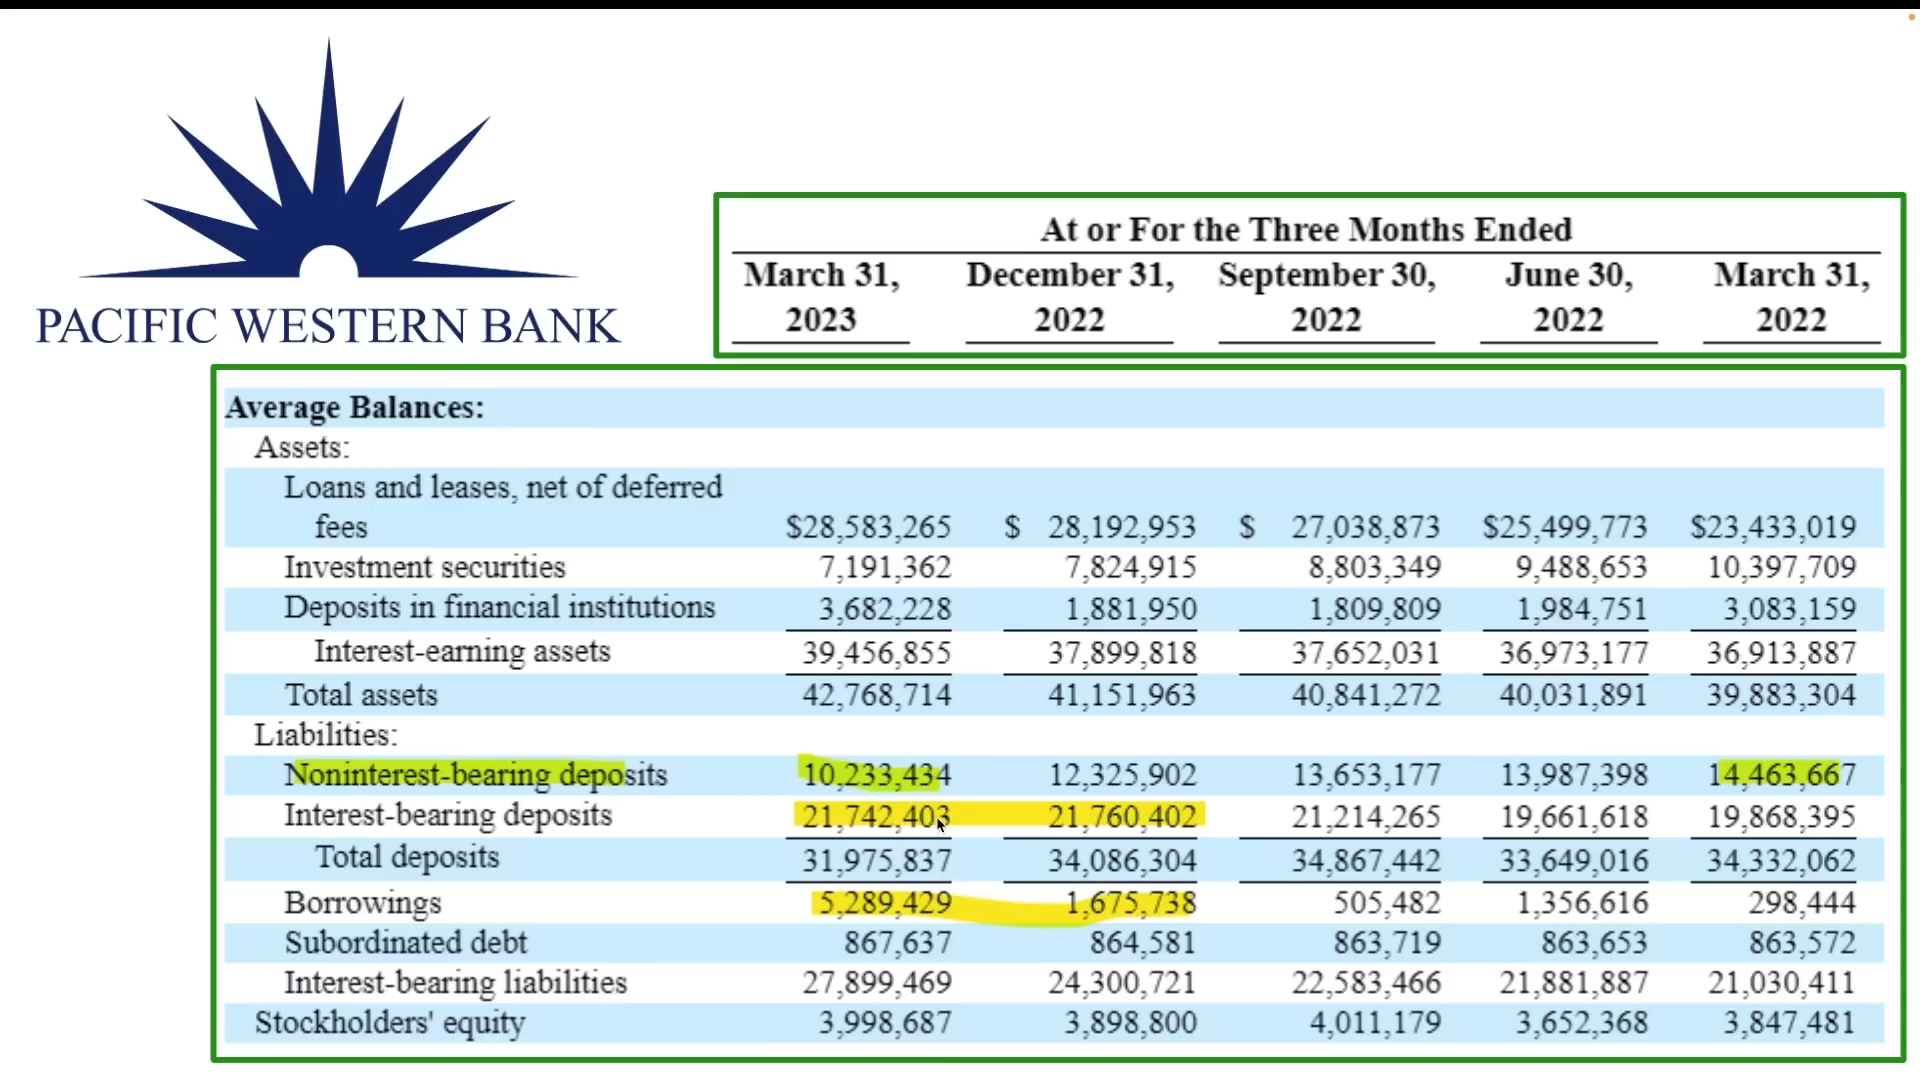 PACIFIC WESTERN BANK
At or For the Three Months Ended
March 31, December 31, September 30, June 30, March 31,
2023 2022 2022 2022 2022
Average Balances:
Assets:
Loans and leases, net of deferred
fees $28,583,265 $ 28,192,953 $ 27,038,873 $25,499,773 $23,433,019
Investment securities 7,191,362 7,824,915 8,803,349 9,488,653 10,397,709
Deposits in financial institutions 3,682,228 1,881,950 1,809,809 1,984,751 3,083,159
Interest-earning assets 39,456,855 37,899,818 37,652,031 36,973,177 36,913,887
Total assets 42,768,714 41,151,963 40,841,272 40,031,891 39,883,304
Liabilities:
Noninterest-bearing deposits 10,233,434 12,325,902 13,653,177 13,987,398 14,463,667
Interest-bearing deposits 21,742,403 21,760,402 21,214,265 19,661,618 19,868,395
Total deposits 31,975,837 34,086,304 34,867,442 33,649,016 34,332,062
Borrowings 5,289,429 1,675,738 505,482 1,356,616 298,444
Subordinated debt 867,637 864,581 863,719 863,653 863,572
Interest-bearing liabilities 27,899,469 24,300,721 22,583,466 21,881,887 21,030,411
Stockholders' equity 3,998,687 3,898,800 4,011,179 3,652,368 3,847,481